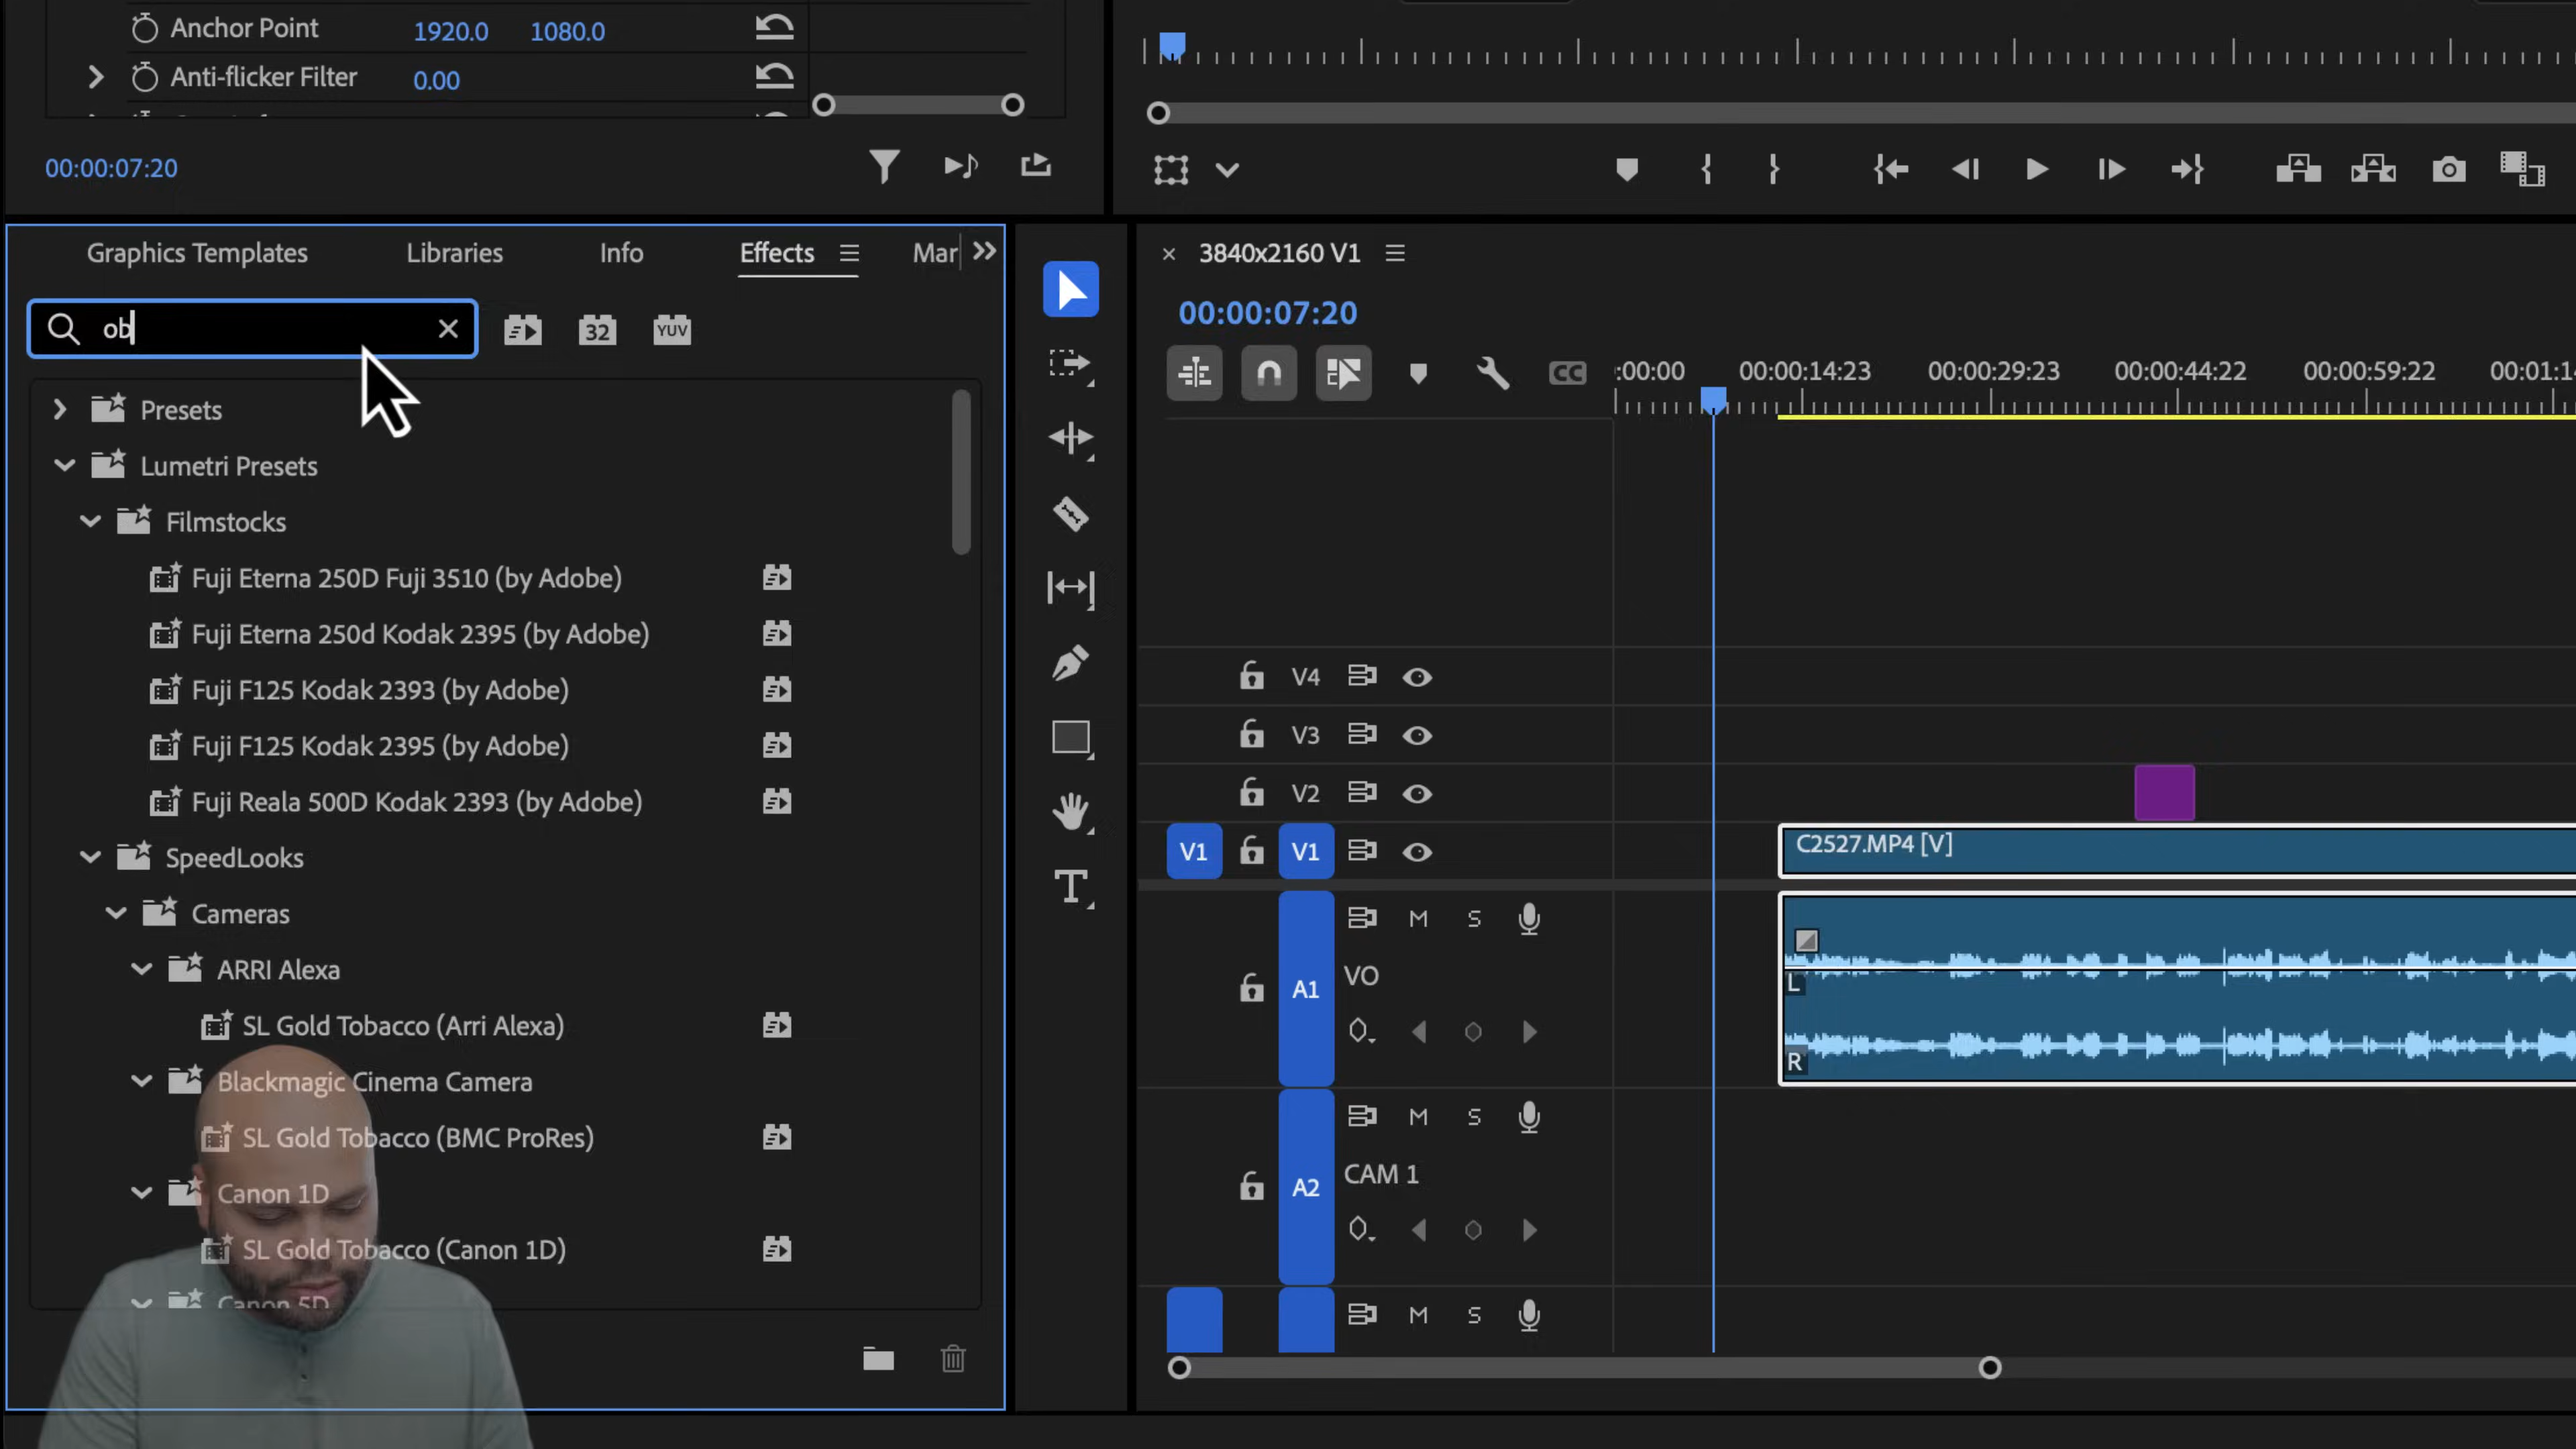 Anchor Point 1920.0 1080.0
Anti-flicker Filter 0.00
00:00:07:20
Graphics Templates Libraries Info Effects Mar
ob
32 YUV
Presets
Lumetri Presets
Filmstocks
Fuji Eterna 250D Fuji 3510 (by Adobe)
Fuji Eterna 250d Kodak 2395 (by Adobe)
Fuji F125 Kodak 2393 (by Adobe)
Fuji F125 Kodak 2395 (by Adobe)
Fuji Reala 500D Kodak 2393 (by Adobe)
SpeedLooks
Cameras
ARRI Alexa
SL Gold Tobacco (Arri Alexa)
Blackmagic Cinema Camera
SL Gold Tobacco (BMC ProRes)
Canon 1D
SL Gold Tobacco (Canon 1D)
Canon 5D
3840x2160 V1
00:00:07:20
CC
:00:00 00:00:14:23 00:00:29:23 00:00:44:22 00:00:59:22 00:01:1
V4
V3
V2
V1 V1 C2527.MP4 [V]
A1 M S
VO
L
R
A2 M S
CAM 1
M S
T